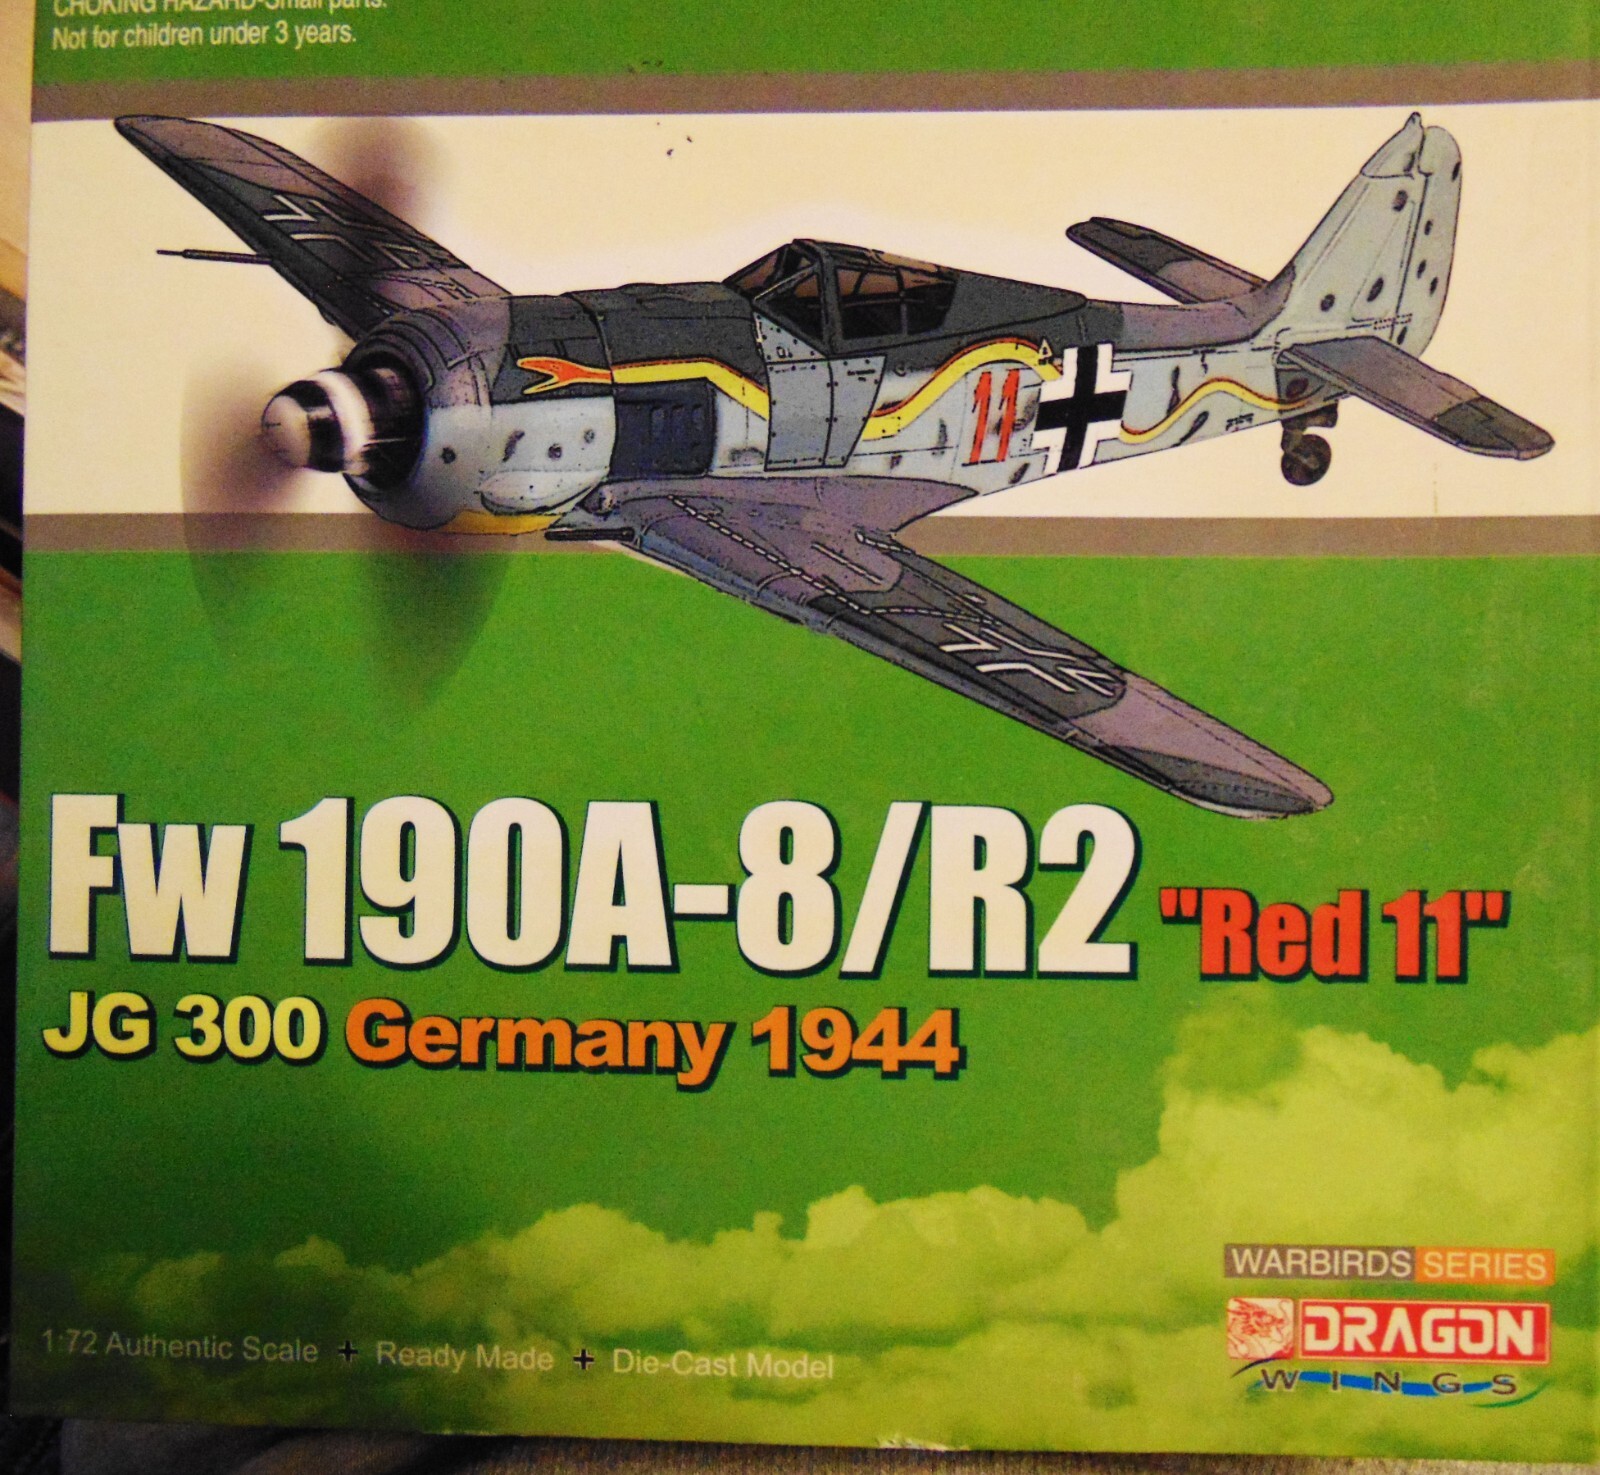 CHOKING HAZARD-Small parts.
Not for children under 3 years.
11
Fw 190A-8/R2 "Red 11"
JG 300 Germany 1944
WARBIRDS SERIES
DRAGON
WINGS
1:72 Authentic Scale + Ready Made + Die-Cast Model